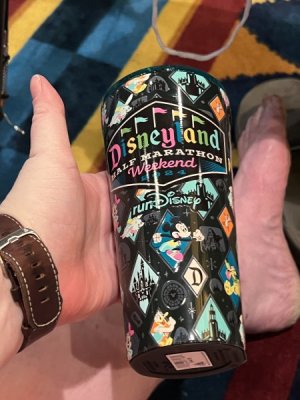 Disneyland
HALF MARATHON
Weekend
2024
runDisney
D